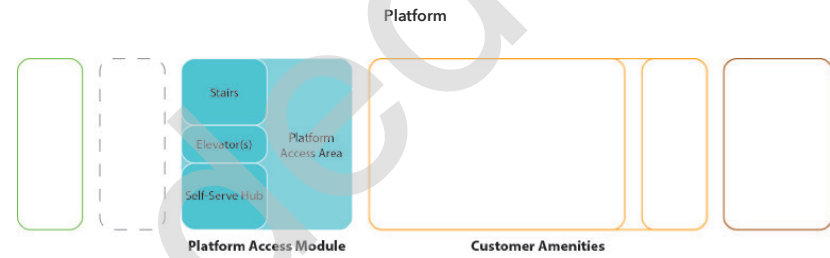 Platform
Stairs
Elevator(s)
Platform
Access Area
Self-Serve Hub
Platform Access Module
Customer Amenities